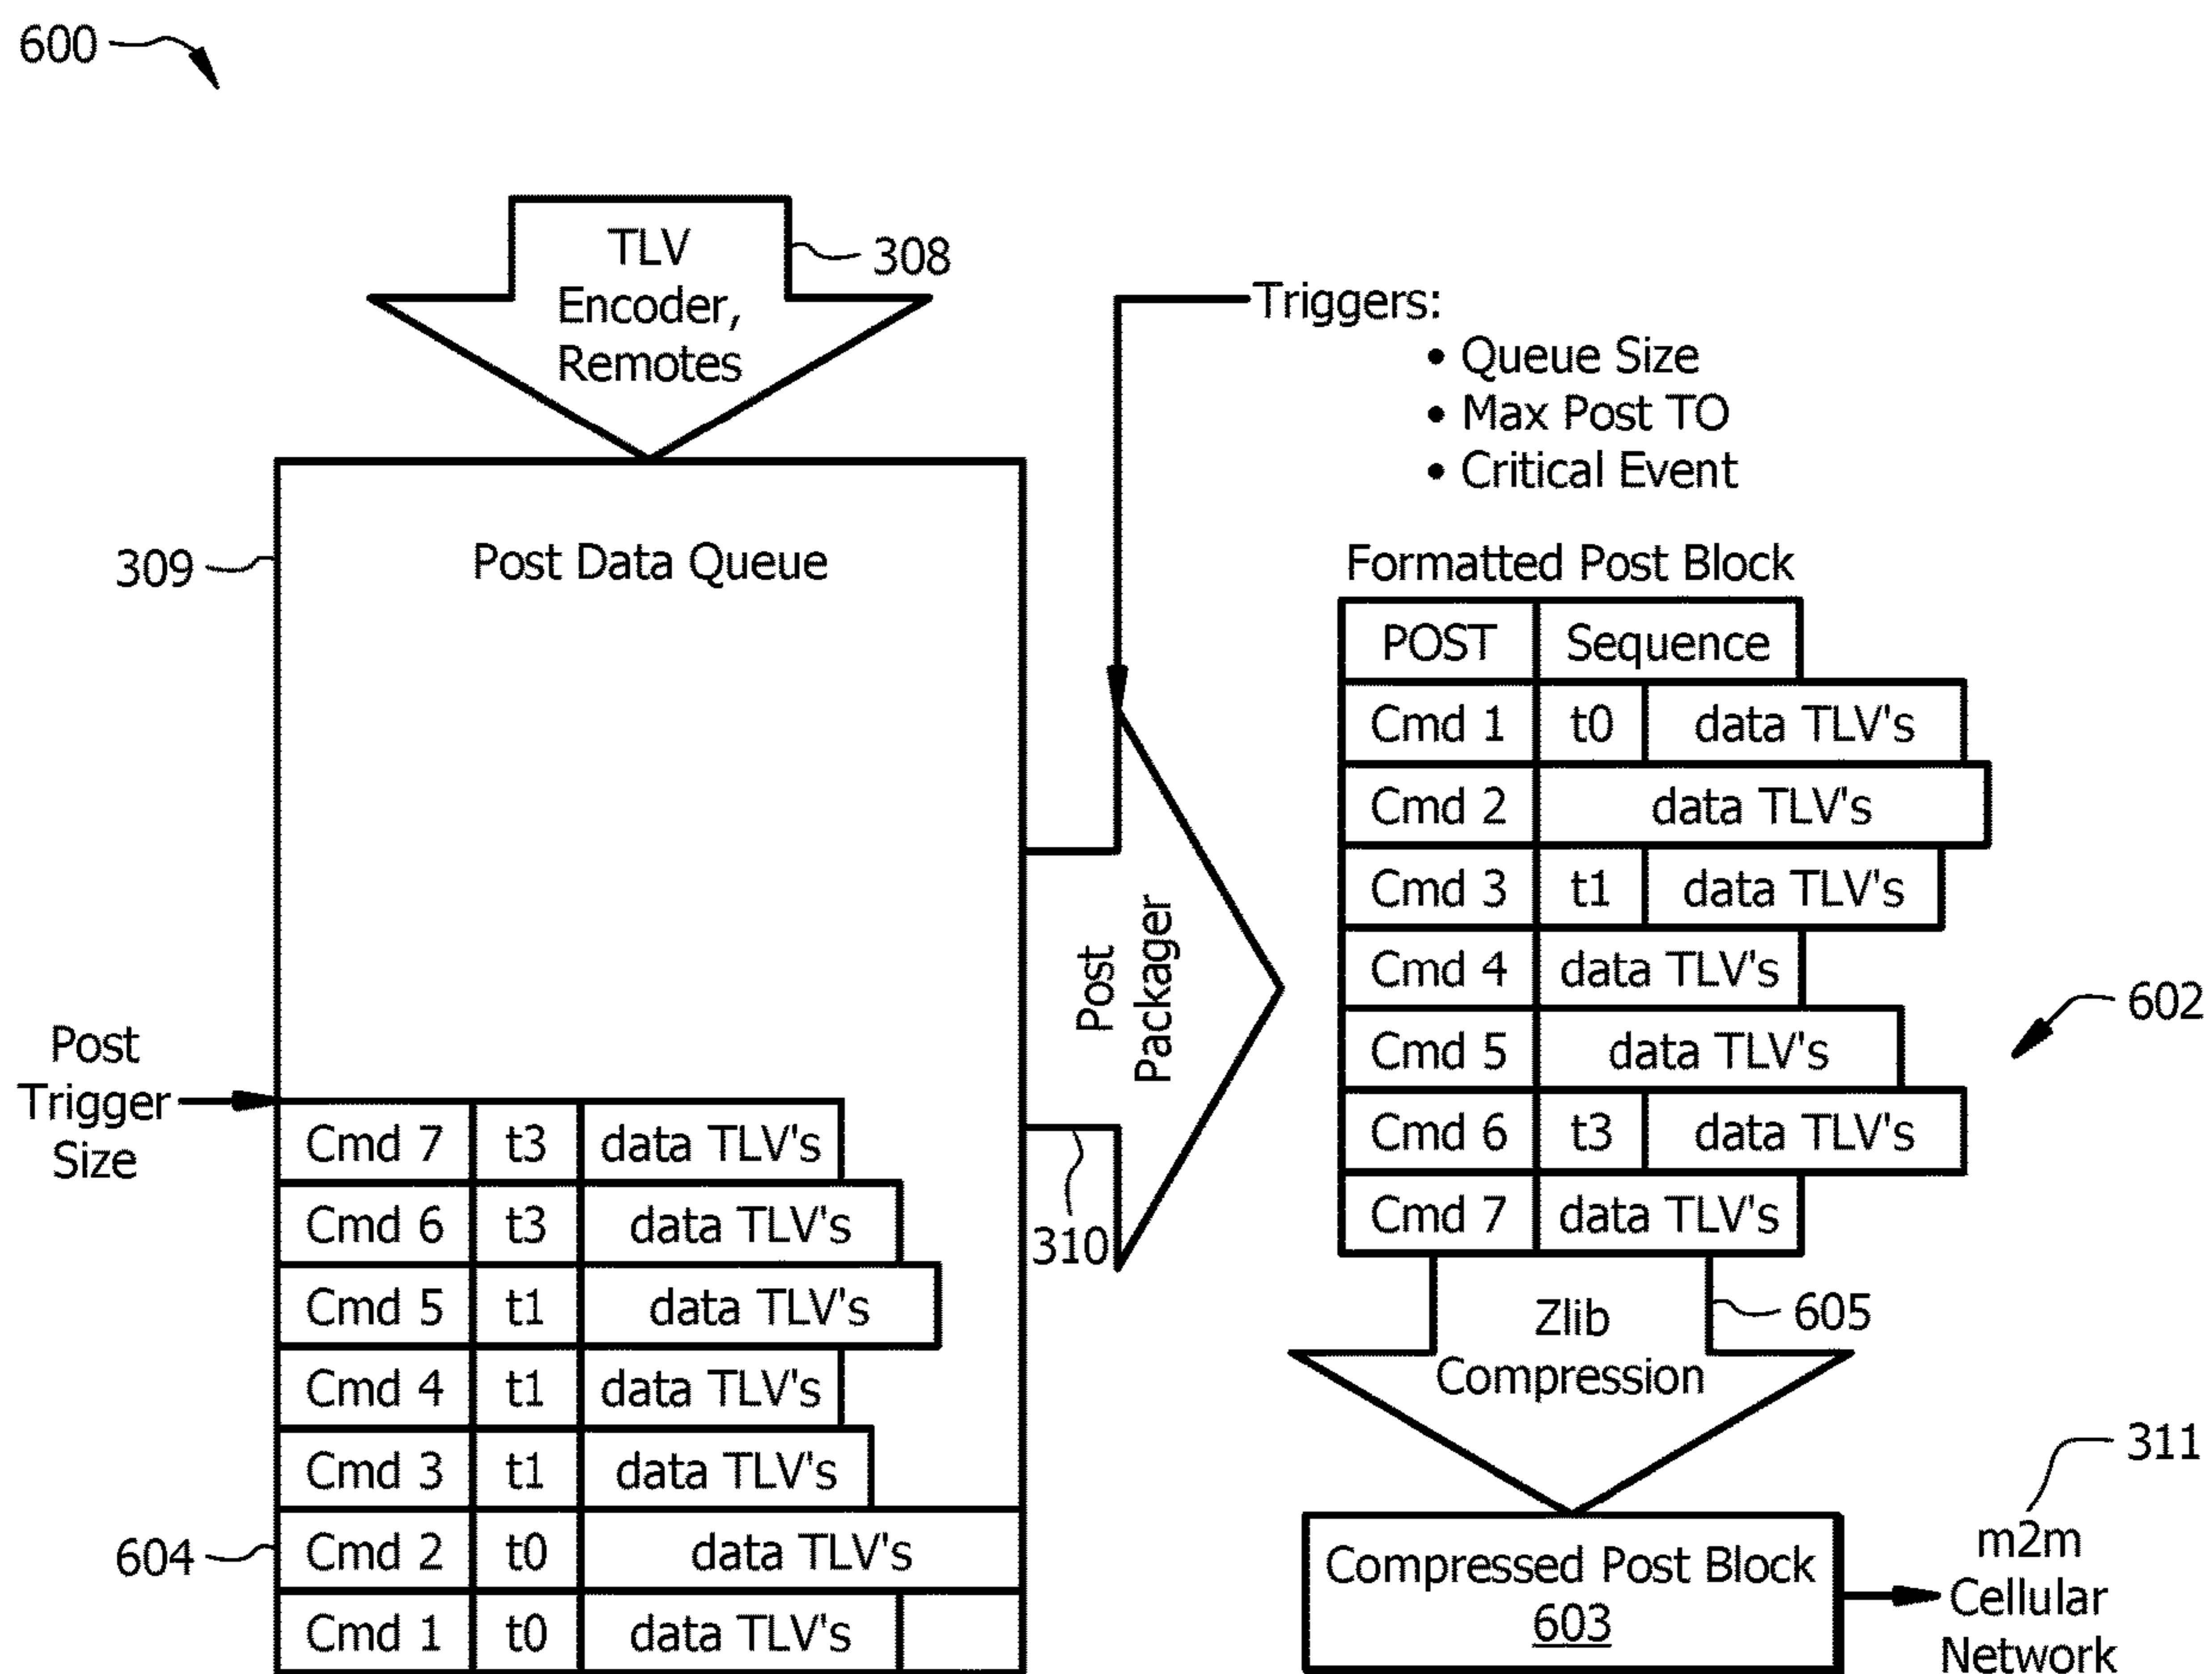 600
TLV
Encoder,
Remotes
308
Triggers:
• Queue Size
• Max Post TO
• Critical Event
309
Post Data Queue
Post
Trigger
Size
Cmd 7 t3 data TLV's
Cmd 6 t3 data TLV's
Cmd 5 t1 data TLV's
Cmd 4 t1 data TLV's
Cmd 3 t1 data TLV's
604
Cmd 2 t0 data TLV's
Cmd 1 t0 data TLV's
Post
Packager
310
Formatted Post Block
POST Sequence
Cmd 1 t0 data TLV's
Cmd 2 data TLV's
Cmd 3 t1 data TLV's
Cmd 4 data TLV's
Cmd 5 data TLV's
Cmd 6 t3 data TLV's
Cmd 7 data TLV's
602
Zlib
Compression
605
Compressed Post Block
603
311
m2m
Cellular
Network